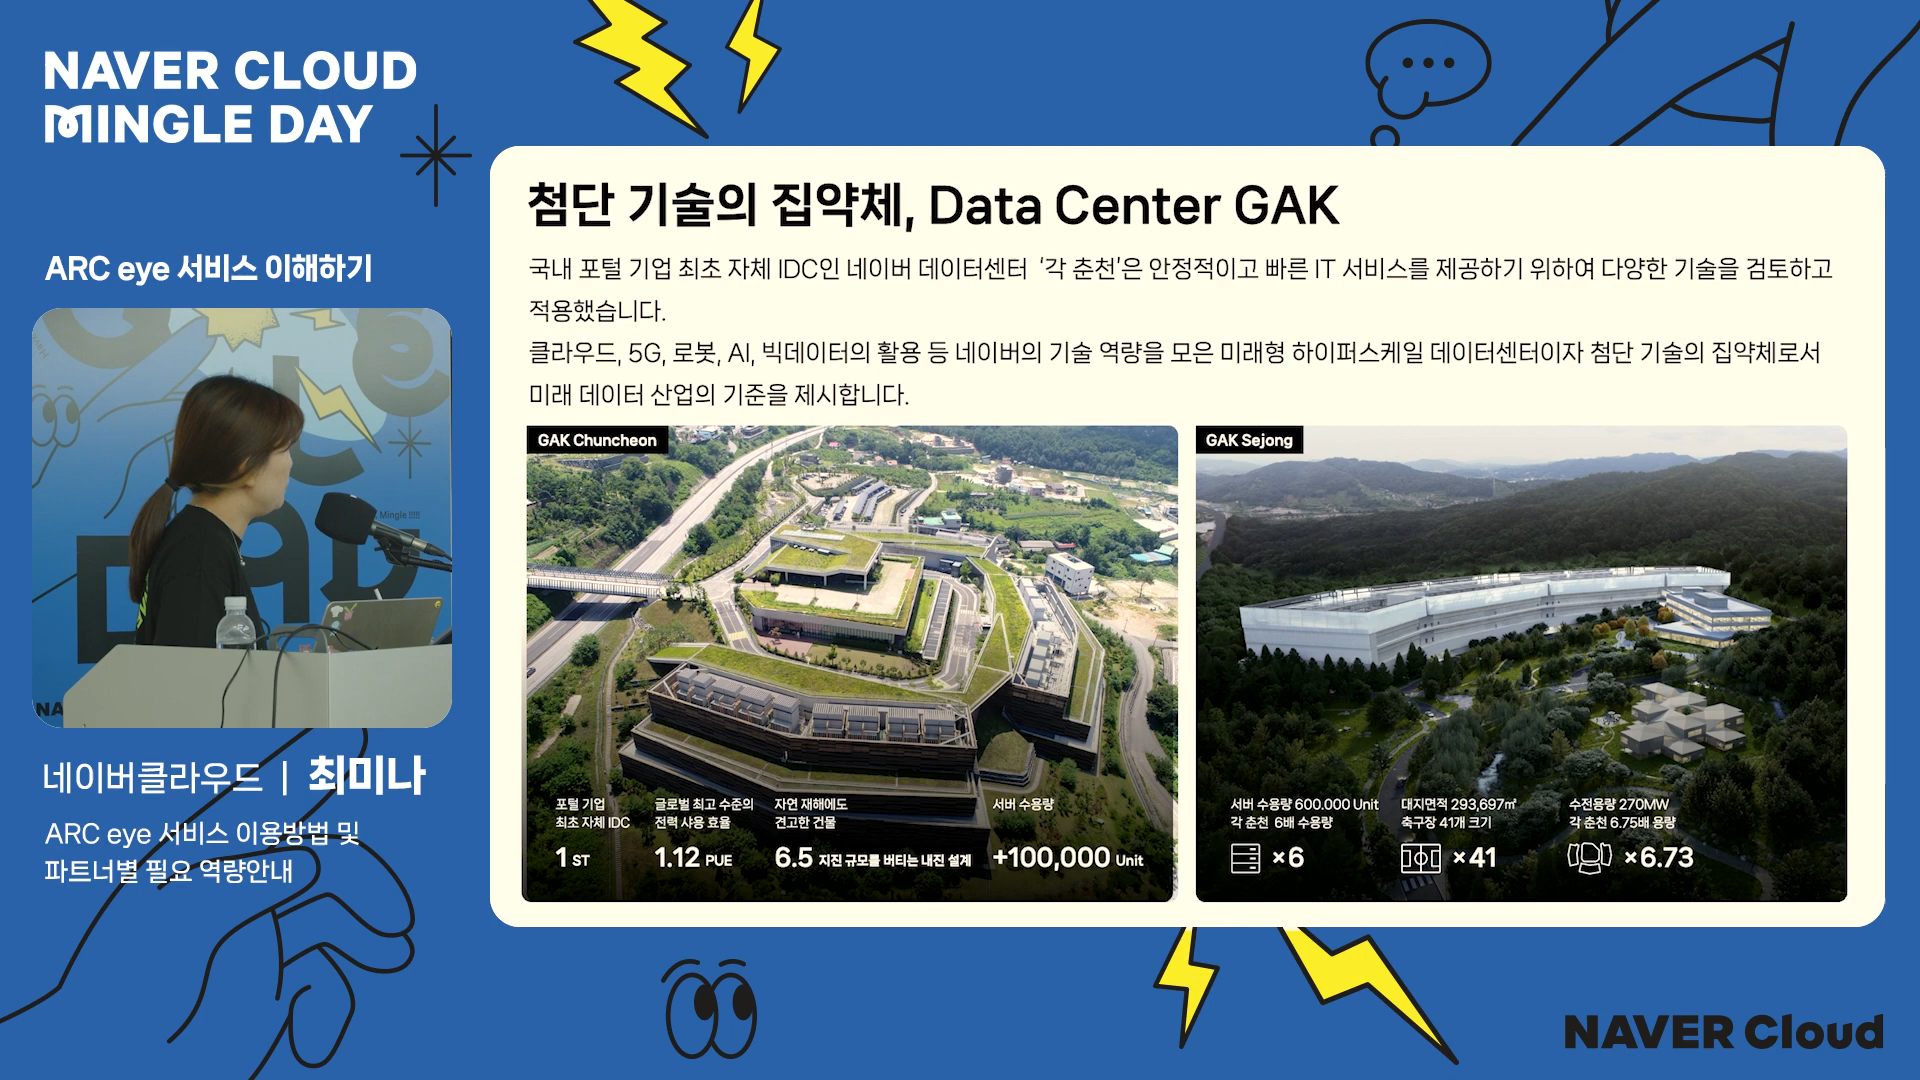 NAVER CLOUD
MINGLE DAY
ARC eye 서비스 이해하기
Mingle !!!!!
NA
네이버클라우드 | 최미나
ARC eye 서비스 이용방법 및
파트너별 필요 역량안내
첨단 기술의 집약체, Data Center GAK
국내 포털 기업 최초 자체 IDC인 네이버 데이터센터 ‘각 춘천’은 안정적이고 빠른 IT 서비스를 제공하기 위하여 다양한 기술을 검토하고
적용했습니다.
클라우드, 5G, 로봇, AI, 빅데이터의 활용 등 네이버의 기술 역량을 모은 미래형 하이퍼스케일 데이터센터이자 첨단 기술의 집약체로서
미래 데이터 산업의 기준을 제시합니다.
GAK Chuncheon
포털 기업
최초 자체 IDC
1 ST
글로벌 최고 수준의
전력 사용 효율
1.12 PUE
자연 재해에도
견고한 건물
6.5 지진 규모를 버티는 내진 설계
서버 수용량
+100,000 Unit
GAK Sejong
서버 수용량 600.000 Unit
각 춘천 6배 수용량
×6
대지면적 293,697㎡
축구장 41개 크기
×41
수전용량 270MW
각 춘천 6.75배 용량
×6.73
NAVER Cloud